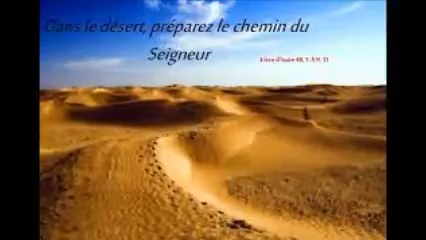 Dans le désert, préparez le chemin du
Seigneur
Livre d'Isaïe 40, 1-5.9, 11